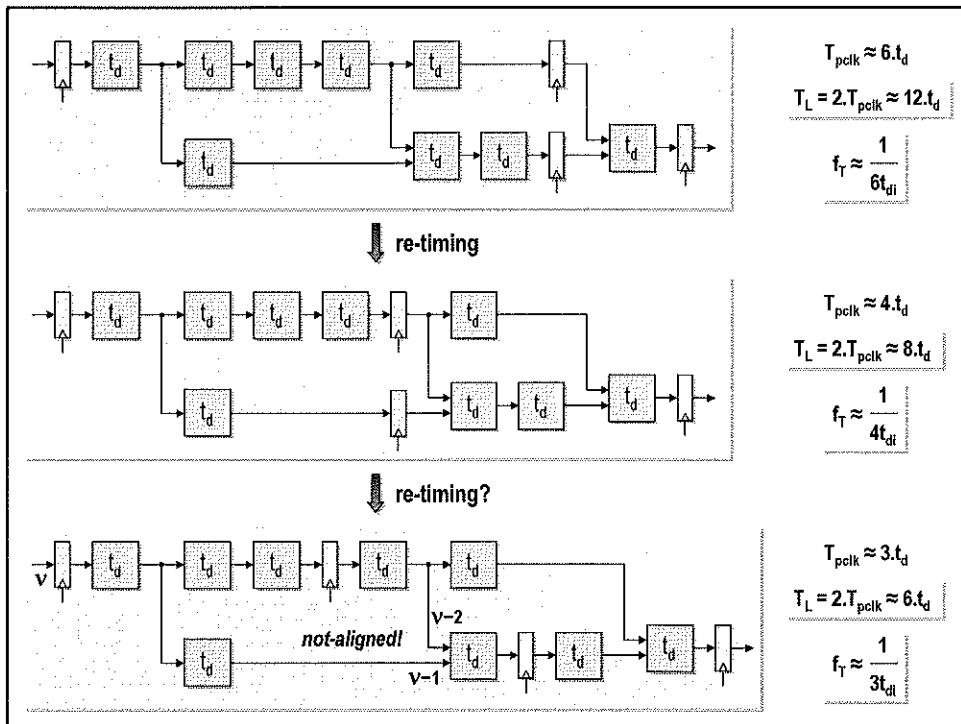 t_d t_d t_d t_d t_d
t_d t_d t_d t_d
T_pclk ≈ 6.t_d
T_L = 2.T_pclk ≈ 12.t_d
f_T ≈ 1/6t_di
re-timing
t_d t_d t_d t_d t_d
t_d t_d t_d t_d
T_pclk ≈ 4.t_d
T_L = 2.T_pclk ≈ 8.t_d
f_T ≈ 1/4t_di
re-timing?
t_d t_d t_d t_d t_d
ν
ν–2
not-aligned!
t_d t_d t_d t_d
ν–1
T_pclk ≈ 3.t_d
T_L = 2.T_pclk ≈ 6.t_d
f_T ≈ 1/3t_di